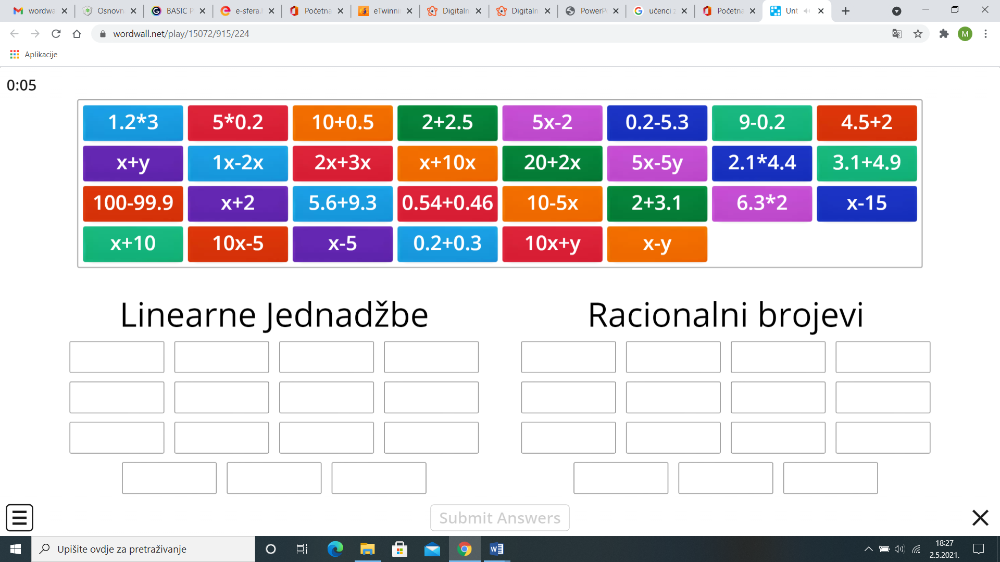 wordwa
Osnovn
BASIC P
e-sfera.
Početna
eTwinni
Digitaln
Digitaln
PowerP
učenci z
Početna
Unt
wordwall.net/play/15072/915/224
M
Aplikacije
0:05
1.2*3 5*0.2 10+0.5 2+2.5 5x-2 0.2-5.3 9-0.2 4.5+2
x+y 1x-2x 2x+3x x+10x 20+2x 5x-5y 2.1*4.4 3.1+4.9
100-99.9 x+2 5.6+9.3 0.54+0.46 10-5x 2+3.1 6.3*2 x-15
x+10 10x-5 x-5 0.2+0.3 10x+y x-y
Linearne Jednadžbe
Racionalni brojevi
Submit Answers
Upišite ovdje za pretraživanje
18:27
2.5.2021.